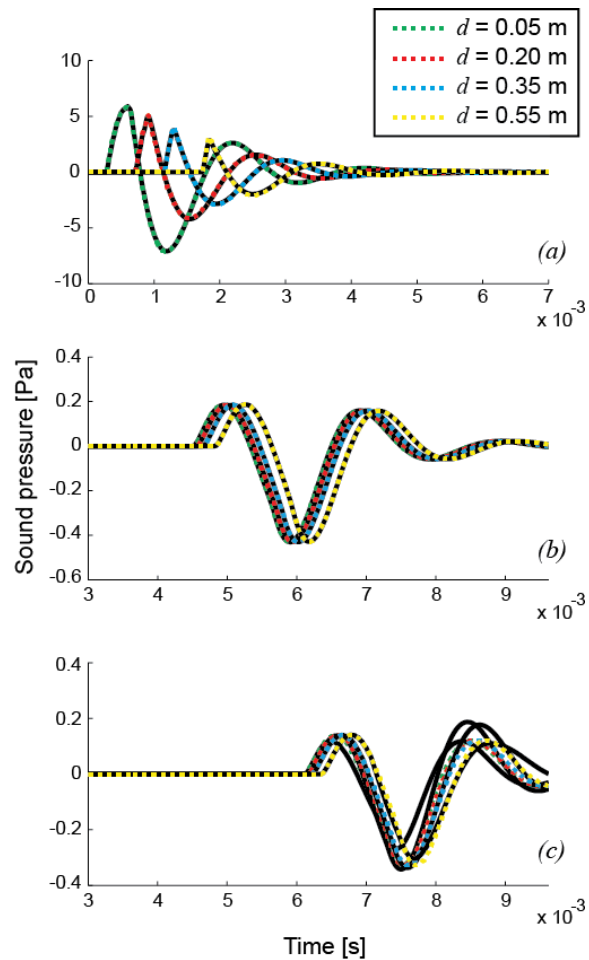 d = 0.05 m
d = 0.20 m
d = 0.35 m
d = 0.55 m
10
5
0
-5
-10
(a)
0 1 2 3 4 5 6 7
x 10-3
Sound pressure [Pa]
0.4
0.2
0
-0.2
-0.4
-0.6
(b)
3 4 5 6 7 8 9
x 10-3
0.4
0.2
0
-0.2
-0.4
(c)
3 4 5 6 7 8 9
x 10-3
Time [s]